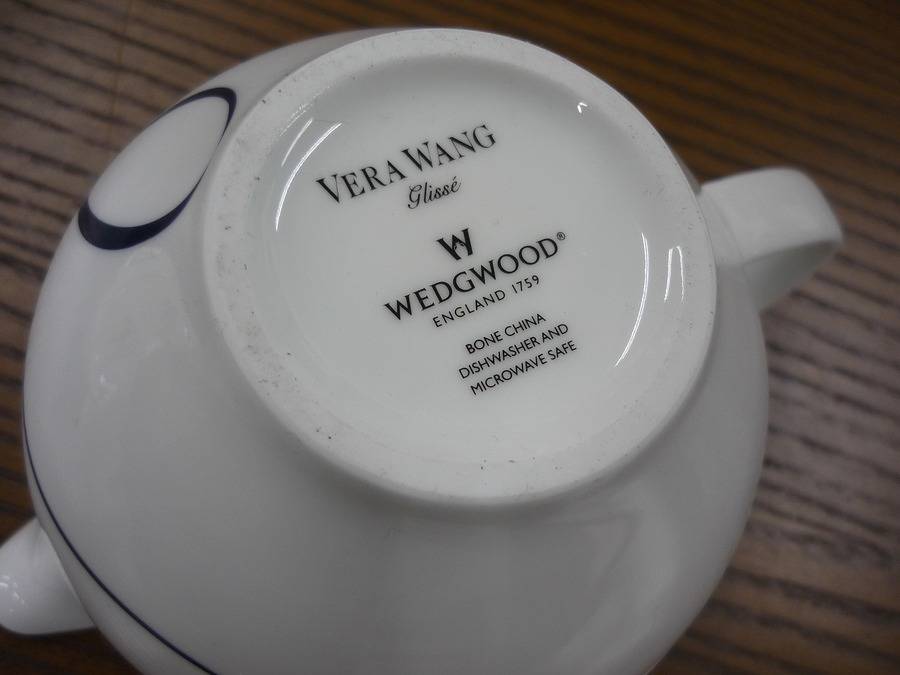 VERA WANG
Glissé
W
WEDGWOOD®
ENGLAND 1759
BONE CHINA
DISHWASHER AND
MICROWAVE SAFE